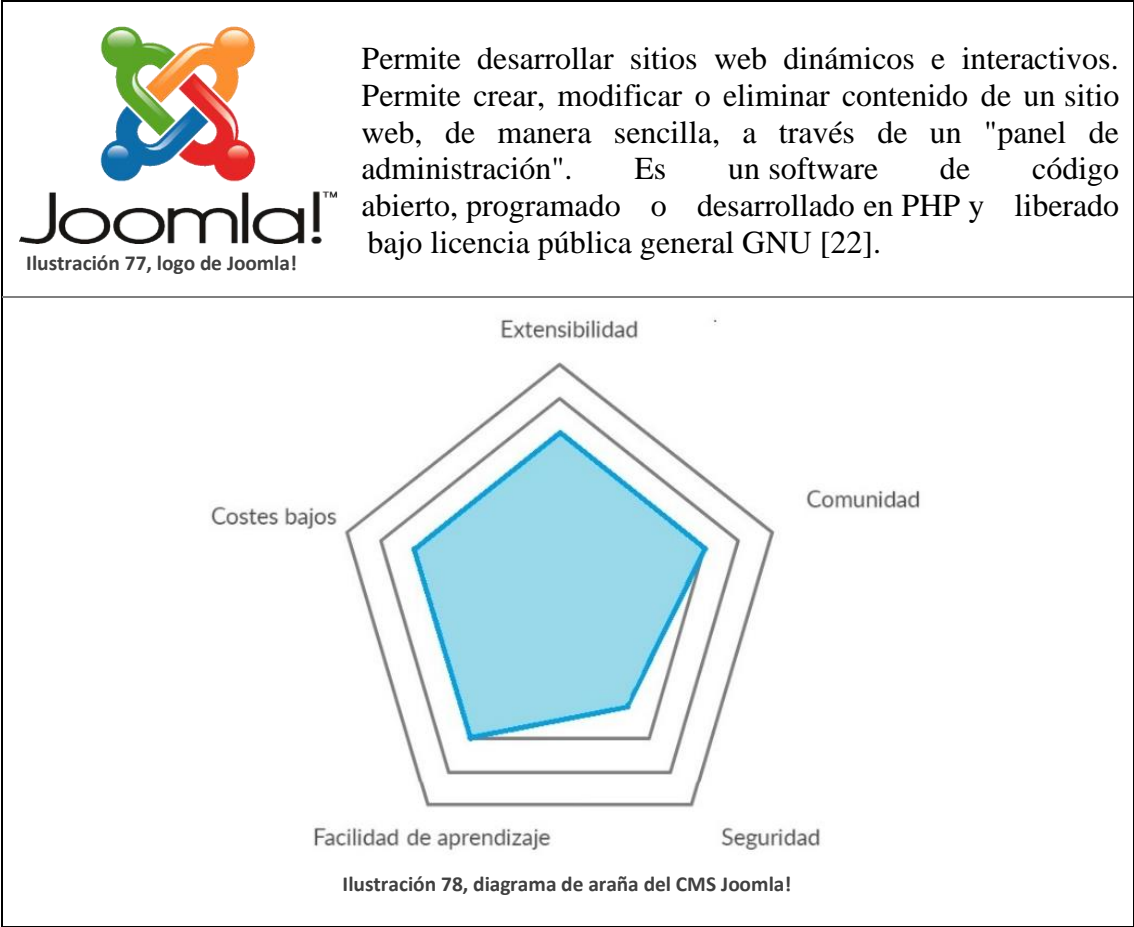 Joomla!™
Ilustración 77, logo de Joomla!
Permite desarrollar sitios web dinámicos e interactivos.
Permite crear, modificar o eliminar contenido de un sitio
web, de manera sencilla, a través de un "panel de
administración". Es un software de código
abierto, programado o desarrollado en PHP y liberado
bajo licencia pública general GNU [22].
Extensibilidad
Comunidad
Costes bajos
Facilidad de aprendizaje
Seguridad
Ilustración 78, diagrama de araña del CMS Joomla!